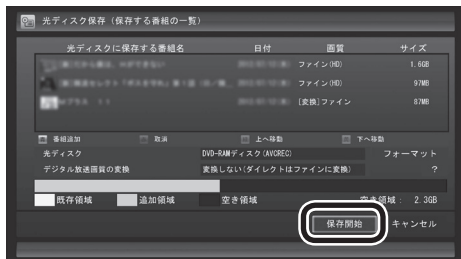 光ディスク保存（保存する番組の一覧）
光ディスクに保存する番組名 日付 画質 サイズ
ファイン(HD) 1.6GB
ファイン(HD) 97MB
[変換]ファイン 87MB
番組追加 取消 上へ移動 下へ移動
光ディスク DVD-RAMディスク(AVCREC) フォーマット
デジタル放送画質の変換 変換しない(ダイレクトはファインに変換) ?
既存領域 追加領域 空き領域 空き領域: 2.3GB
保存開始 キャンセル